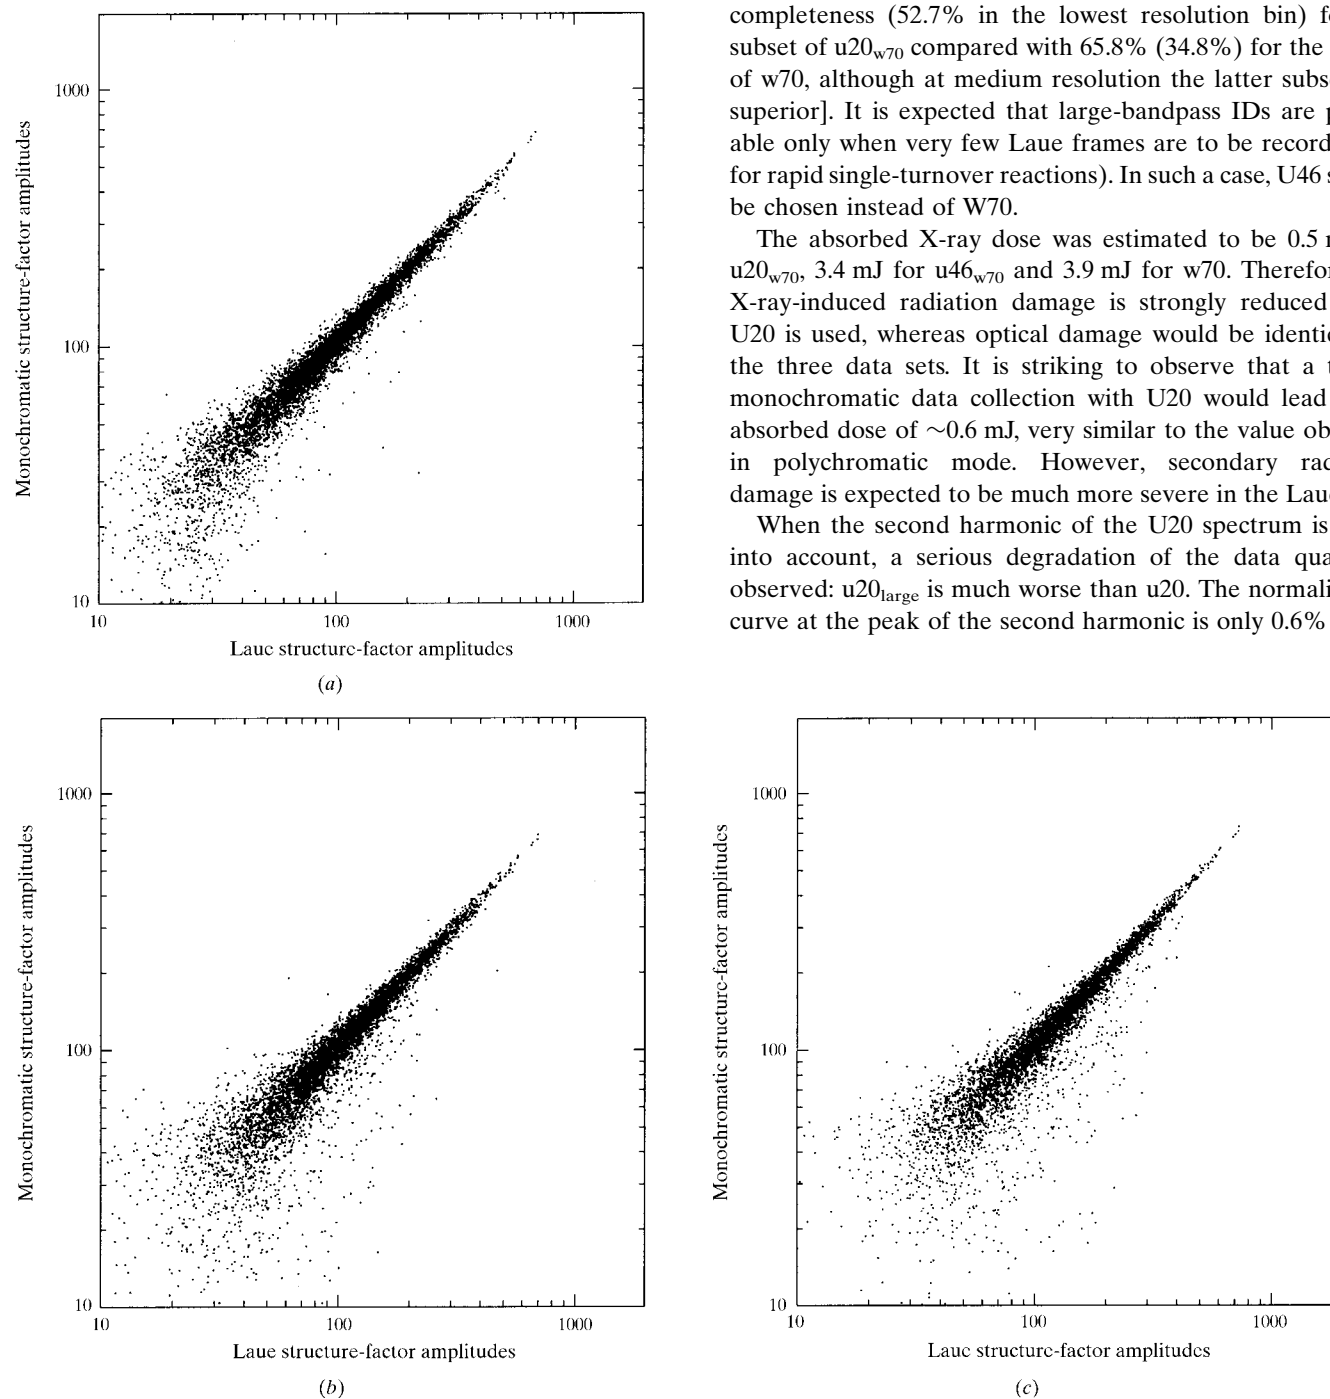 1000
100
10
10
100
1000
Monochromatic structure-factor amplitudes
Laue structure-factor amplitudes
(a)
completeness (52.7% in the lowest resolution bin)
subset of u20w70 compared with 65.8% (34.8%) for the
of w70, although at medium resolution the latter
superior]. It is expected that large-bandpass IDs are
able only when very few Laue frames are to be
for rapid single-turnover reactions). In such a case, U46
be chosen instead of W70.
The absorbed X-ray dose was estimated to be 0.5
u20w70, 3.4 mJ for u46w70 and 3.9 mJ for w70.
X-ray-induced radiation damage is strongly reduced
U20 is used, whereas optical damage would be
the three data sets. It is striking to observe that a
monochromatic data collection with U20 would lead
absorbed dose of ∼0.6 mJ, very similar to the value
in polychromatic mode. However, secondary
damage is expected to be much more severe in the
When the second harmonic of the U20 spectrum is
into account, a serious degradation of the data
observed: u20large is much worse than u20. The
curve at the peak of the second harmonic is only 0.6%
1000
100
10
10
100
1000
Monochromatic structure-factor amplitudes
Laue structure-factor amplitudes
(b)
1000
100
10
10
100
1000
Monochromatic structure-factor amplitudes
Laue structure-factor amplitudes
(c)